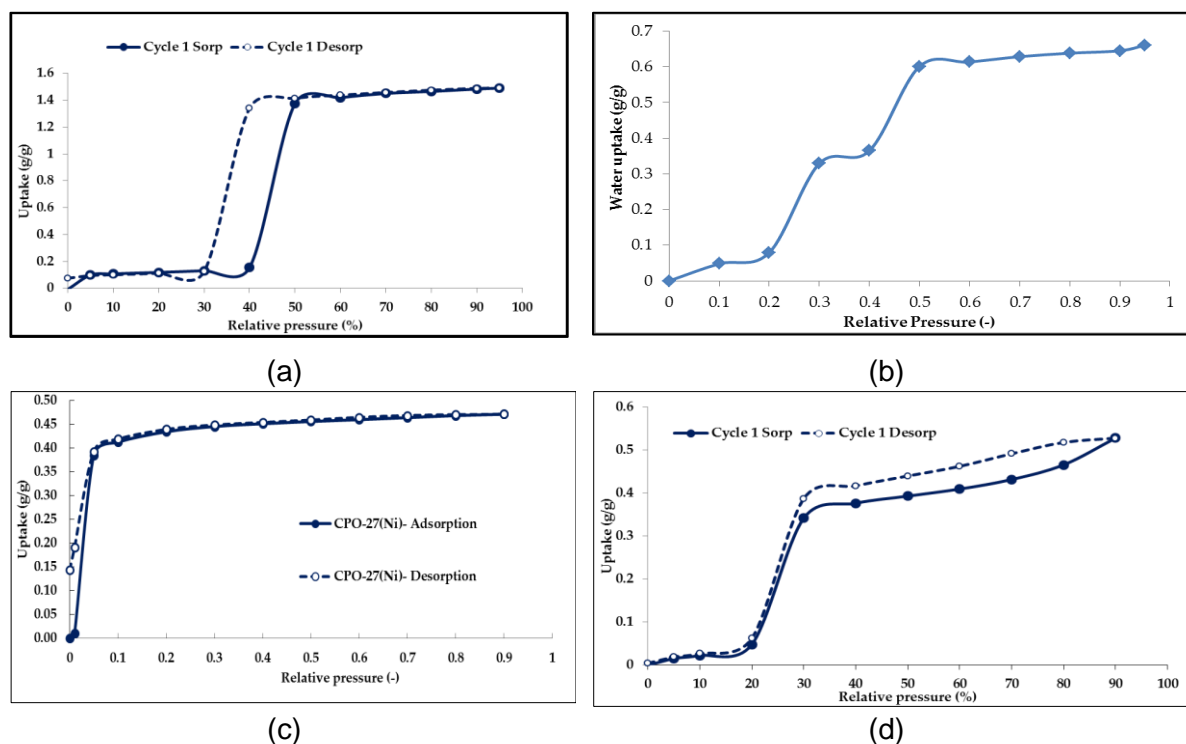 Cycle 1 Sorp Cycle 1 Desorp
Uptake (g/g)
1.6
1.4
1.2
1
0.8
0.6
0.4
0.2
0
0 10 20 30 40 50 60 70 80 90 100
Relative pressure (%)
(a)
Water uptake (g/g)
0.7
0.6
0.5
0.4
0.3
0.2
0.1
0
0 0.1 0.2 0.3 0.4 0.5 0.6 0.7 0.8 0.9 1
Relative Pressure (-)
(b)
Uptake (g/g)
0.50
0.45
0.40
0.35
0.30
0.25
0.20
0.15
0.10
0.05
0.00
CPO-27(Ni)- Adsorption
CPO-27(Ni)- Desorption
0 0.1 0.2 0.3 0.4 0.5 0.6 0.7 0.8 0.9 1
Relative pressure (-)
(c)
Cycle 1 Sorp Cycle 1 Desorp
Uptake (g/g)
0.6
0.5
0.4
0.3
0.2
0.1
0
0 10 20 30 40 50 60 70 80 90 100
Relative pressure (%)
(d)